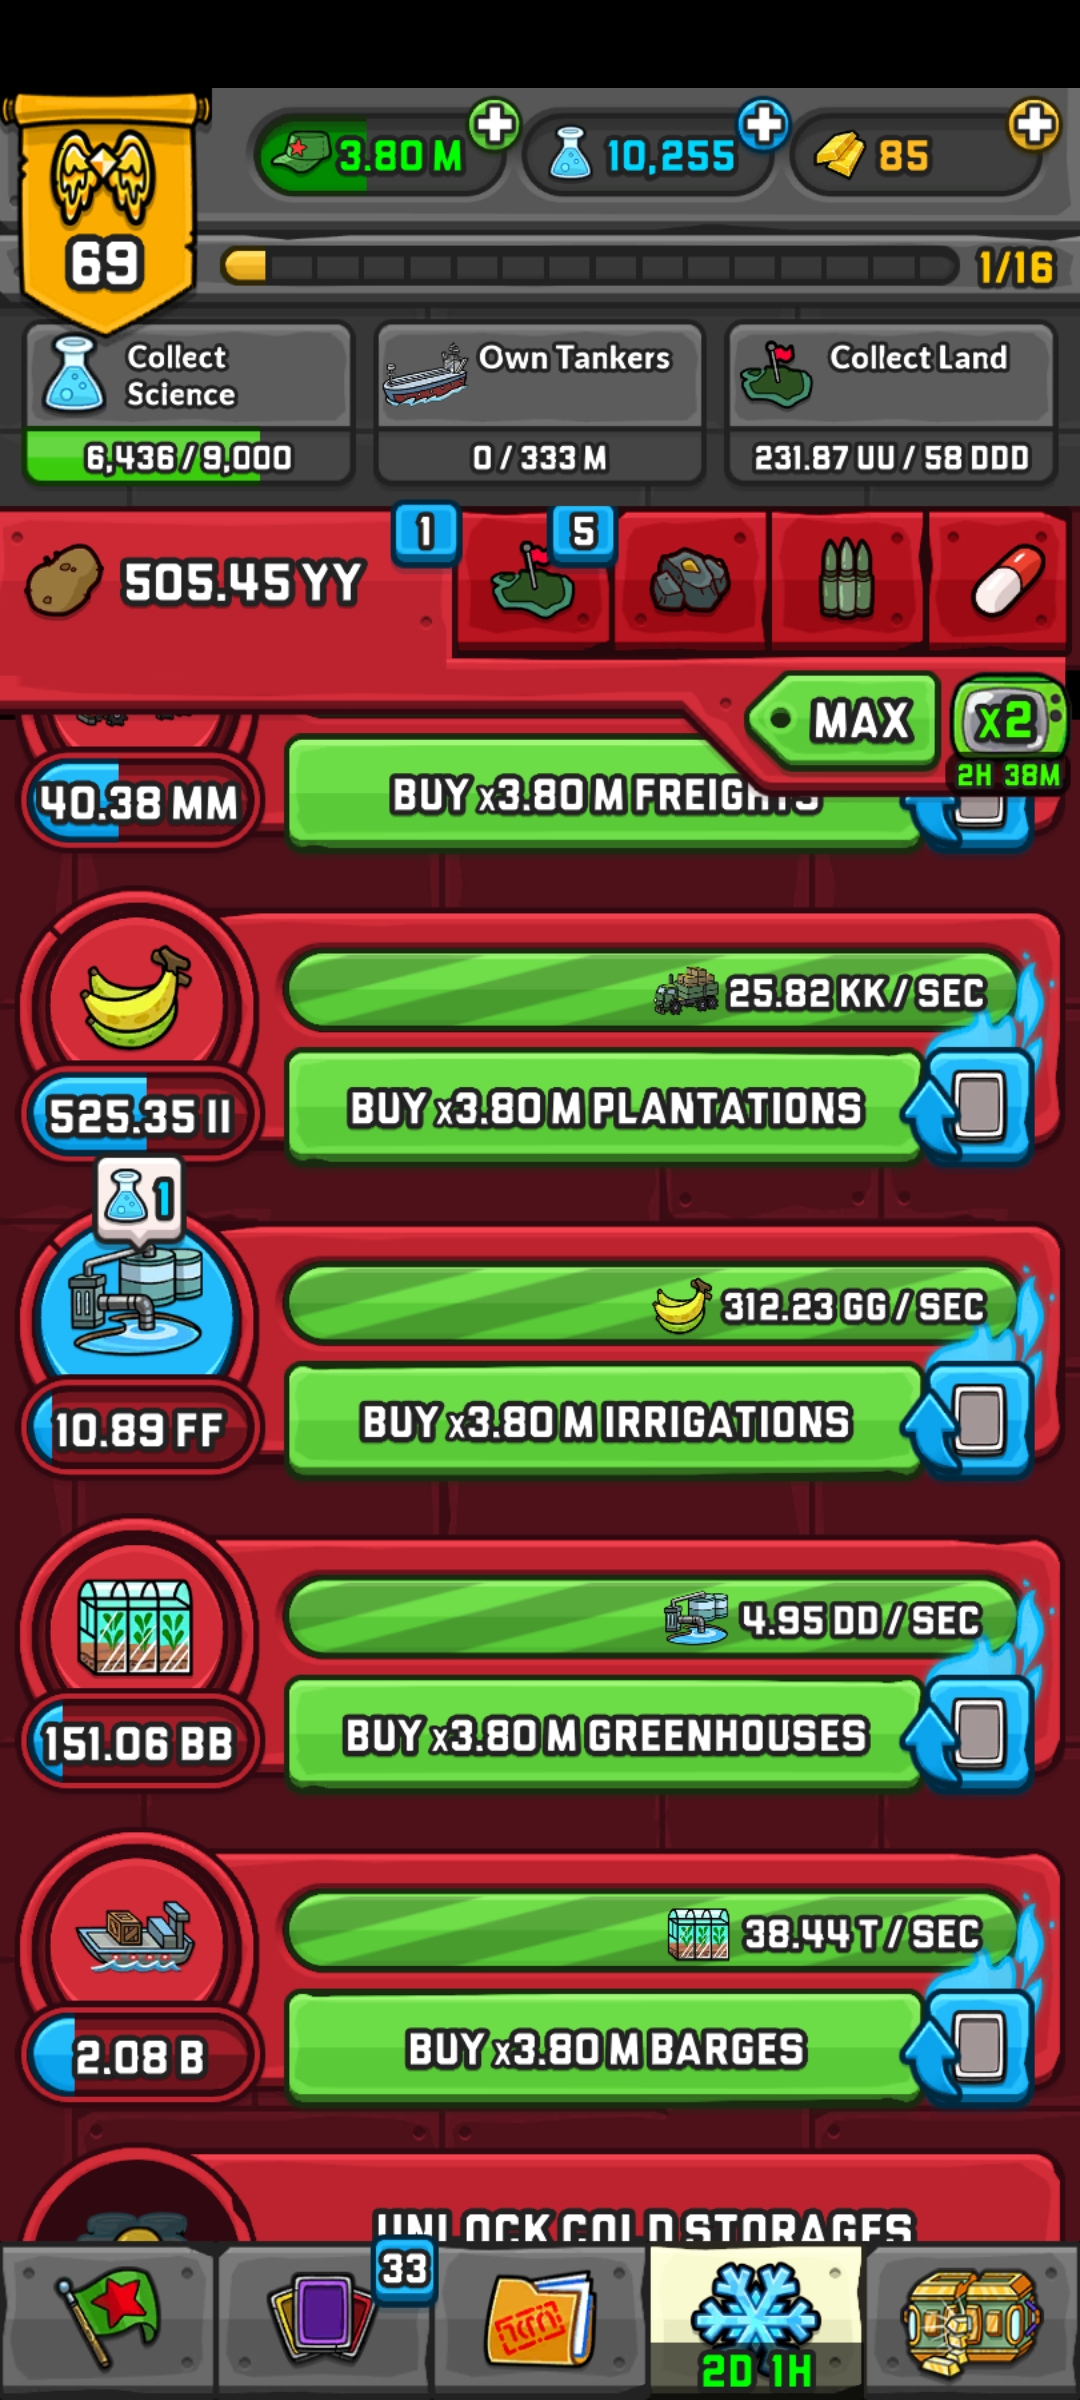 3.80 M
10,255
85
69
1/16
Collect
Science
6,436/9,000
Own Tankers
0/333 M
Collect Land
231.87 UU/58 DDD
505.45 YY
1
5
MAX
x2
2H 38M
40.38 MM
BUY x3.80 M FREIGHTS
25.82 KK/SEC
525.35 II
BUY x3.80 M PLANTATIONS
1
312.23 GG/SEC
10.89 FF
BUY x3.80 M IRRIGATIONS
4.95 DD/SEC
151.06 BB
BUY x3.80 M GREENHOUSES
38.44 T/SEC
2.08 B
BUY x3.80 M BARGES
UNLOCK COLD STORAGES
33
2D 1H